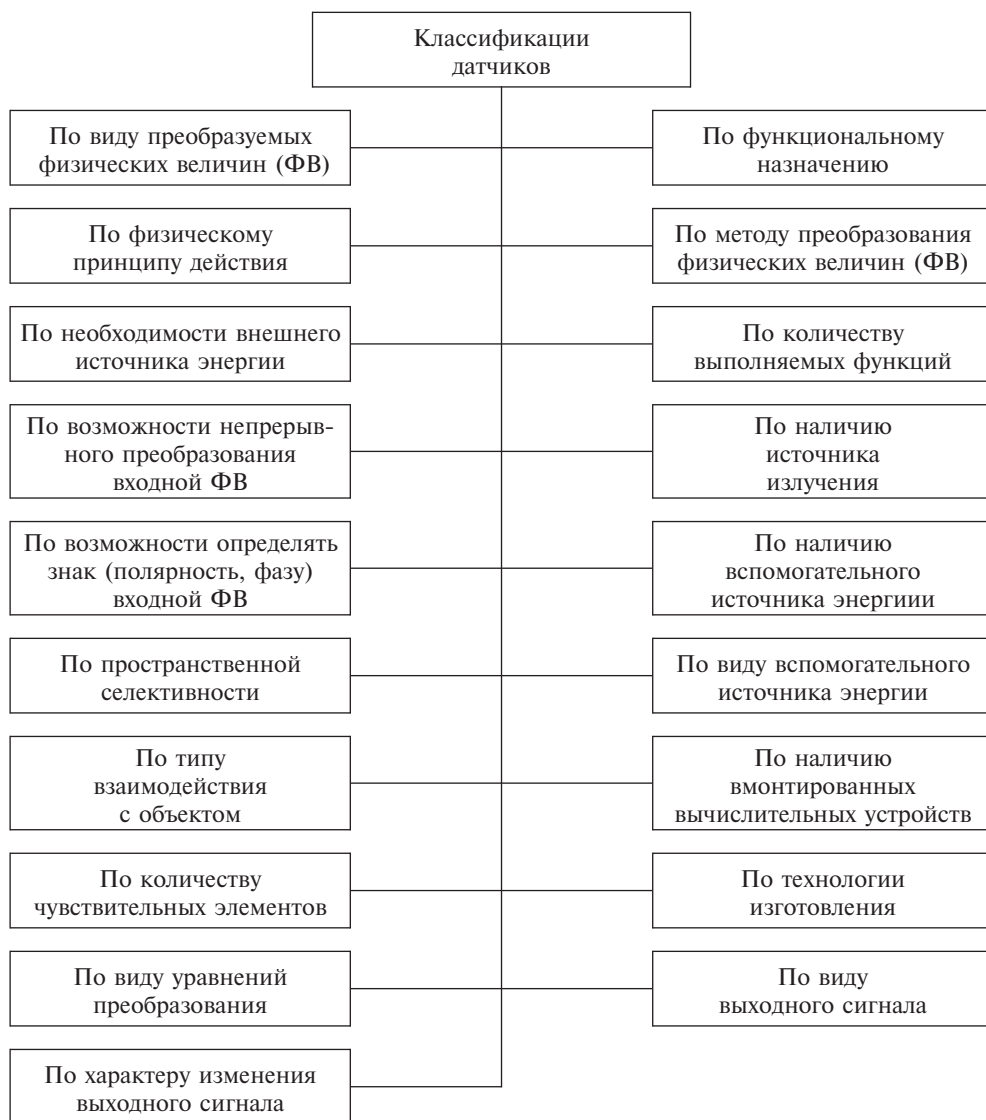 Классификации
датчиков
По виду преобразуемых
физических величин (ФВ)
По функциональному
назначению
По физическому
принципу действия
По методу преобразования
физических величин (ФВ)
По необходимости внешнего
источника энергии
По количеству
выполняемых функций
По возможности непрерыв-
ного преобразования
входной ФВ
По наличию
источника
излучения
По возможности определять
знак (полярность, фазу)
входной ФВ
По наличию
вспомогательного
источника энергиии
По пространственной
селективности
По виду вспомогательного
источника энергии
По типу
взаимодействия
с объектом
По наличию
вмонтированных
вычислительных устройств
По количеству
чувствительных элементов
По технологии
изготовления
По виду уравнений
преобразования
По виду
выходного сигнала
По характеру изменения
выходного сигнала